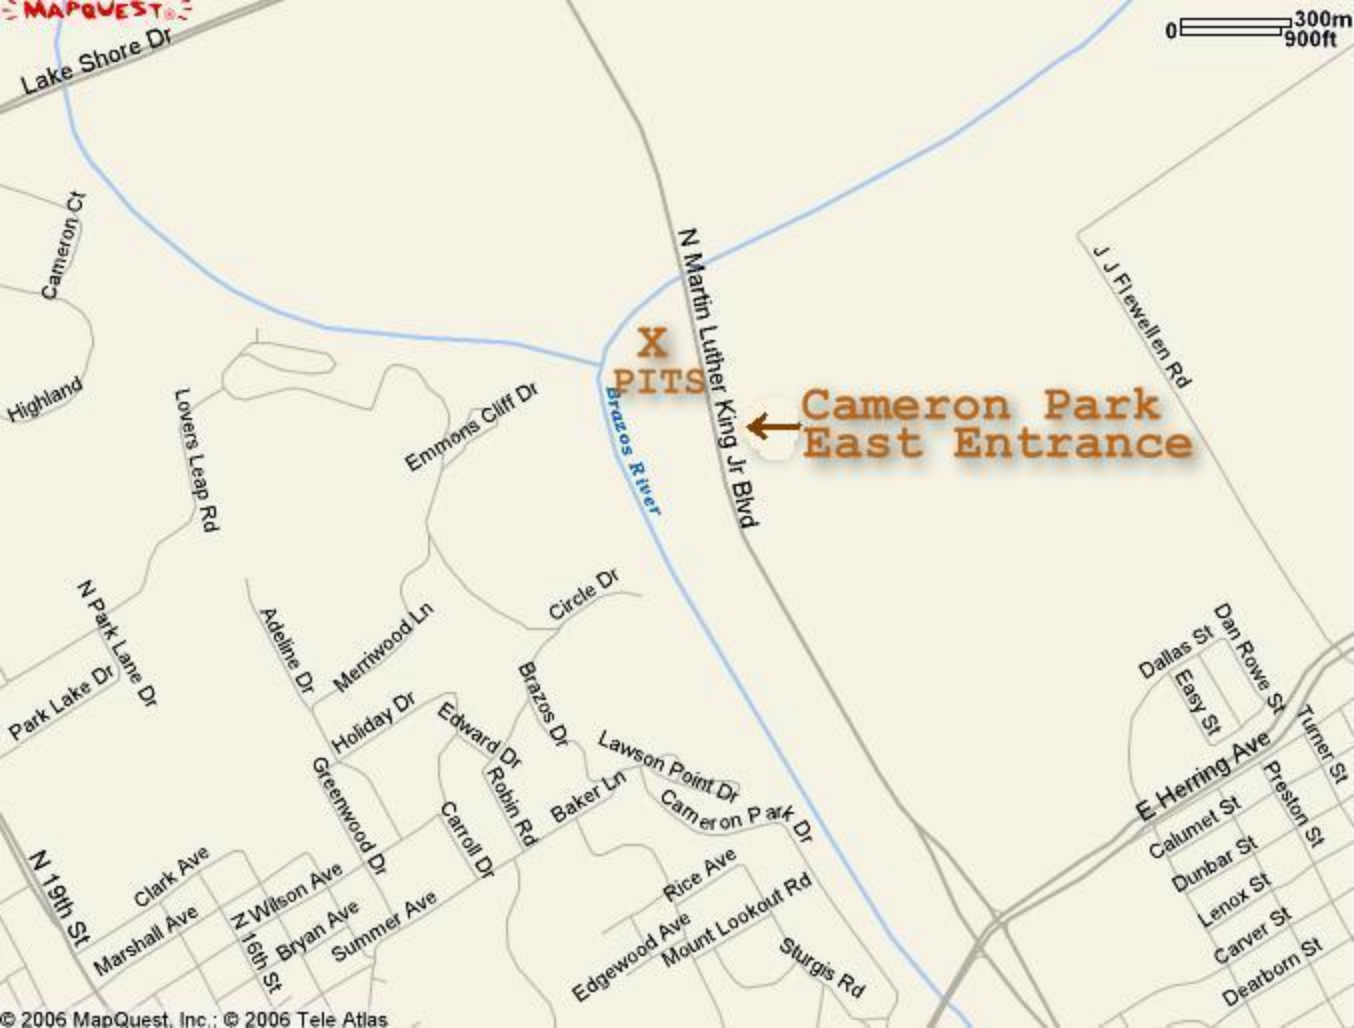 MAPQUEST®
0 300m
900ft
Lake Shore Dr
Cameron Ct
N Martin Luther King Jr Blvd
J J Flewellen Rd
X
PITS
Cameron Park
East Entrance
Highland
Lovers Leap Rd
Emmons Cliff Dr
Brazos River
N Park Lane Dr
Park Lake Dr
Adeline Dr
Merriwood Ln
Circle Dr
Dallas St
Dan Rowe St
Easy St
Holiday Dr
Edward Dr
Brazos Dr
Lawson Point Dr
Turner St
E Herring Ave
Greenwood Dr
Robin Rd
Baker Ln
Cameron Park Dr
Carroll Dr
Preston St
Calumet St
N 19th St
Clark Ave
Rice Ave
Dunbar St
Marshall Ave
N Wilson Ave
N 16th St
Bryan Ave
Summer Ave
Edgewood Ave
Mount Lookout Rd
Sturgis Rd
Lenox St
Carver St
Dearborn St
© 2006 MapQuest, Inc.; © 2006 Tele Atlas